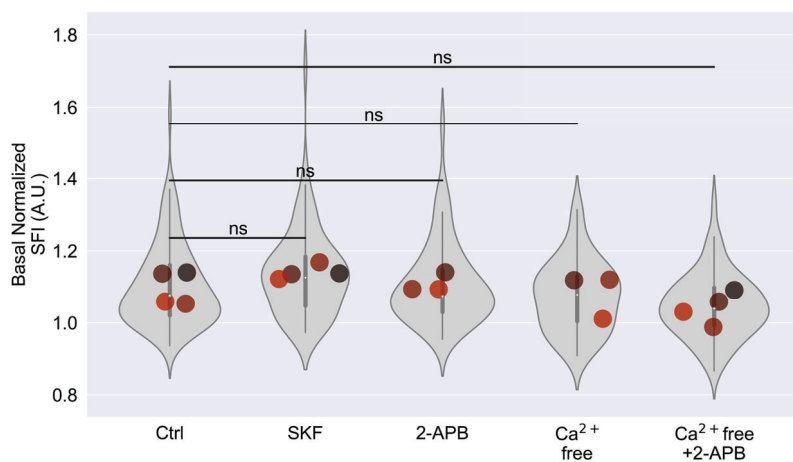 1.8
1.6
1.4
1.2
1.0
0.8
Basal Normalized
SFI (A.U.)
ns
ns
ns
ns
Ctrl
SKF
2-APB
Ca2+
free
Ca2+ free
+2-APB